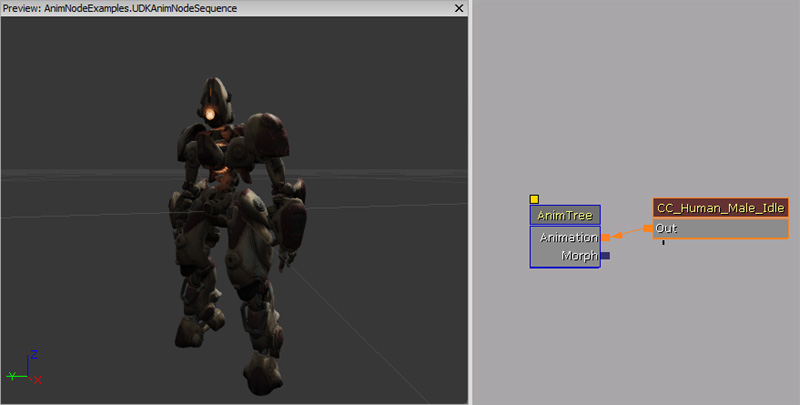 Preview: AnimNodeExamples.UDKAnimNodeSequence
Z
Y
X
AnimTree
Animation
Morph
CC_Human_Male_Idle
Out